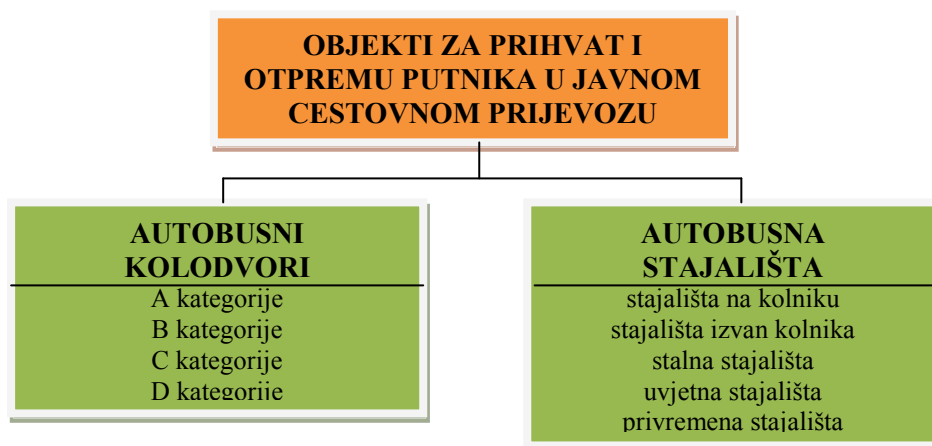 OBJEKTI ZA PRIHVAT I
OTPREMU PUTNIKA U JAVNOM
CESTOVNOM PRIJEVOZU
AUTOBUSNI
KOLODVORI
A kategorije
B kategorije
C kategorije
D kategorije
AUTOBUSNA
STAJALIŠTA
stajališta na kolniku
stajališta izvan kolnika
stalna stajališta
uvjetna stajališta
privremena stajališta